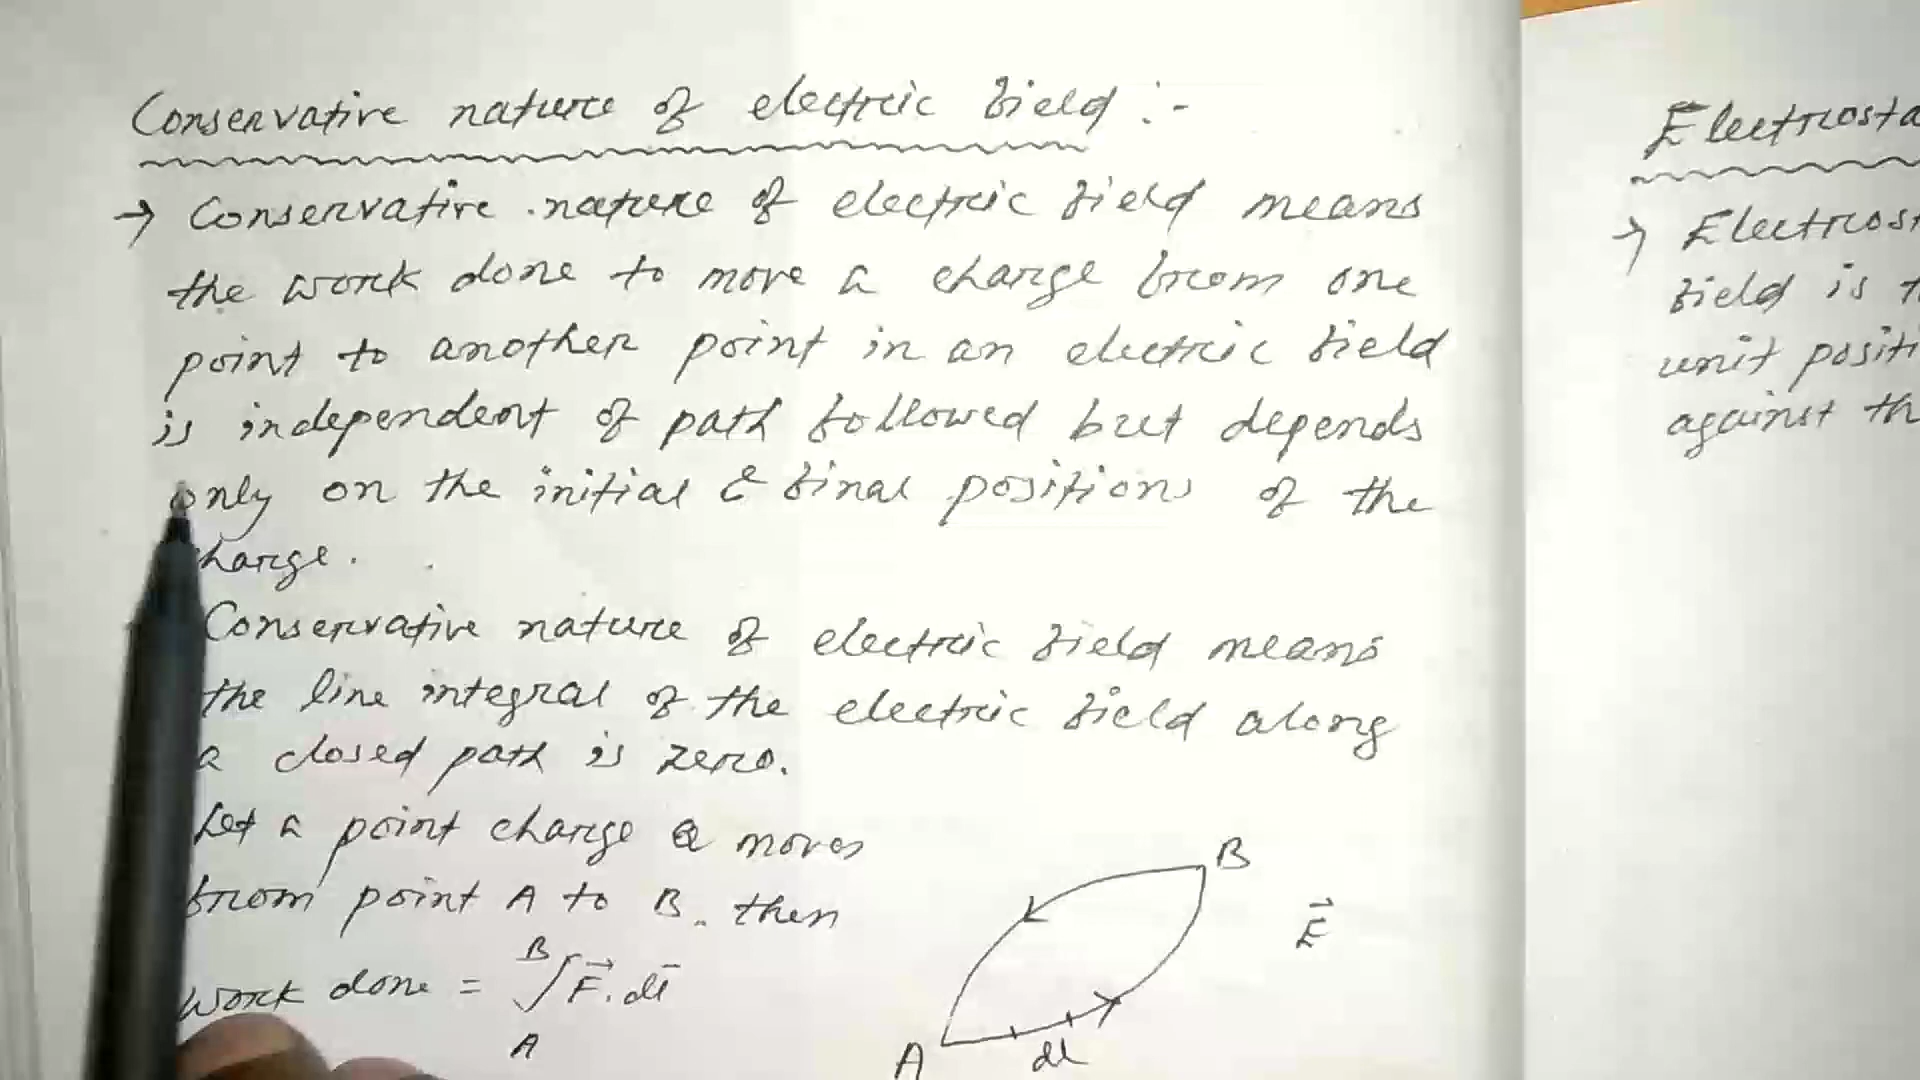 Conservative nature of electric field :-
→ Conservative nature of electric field means
the work done to move a charge from one
point to another point in an electric field
is independent of path followed but depends
only on the initial & final positions of the
harge.
Conservative nature of electric field means
the line integral of the electric field along
a closed path is zero.
Let a point charge Q moves
from point A to B. then
Work done = ∫ F⃗. dl
B
A
B
E⃗
A
dl
Electrosta
→ Electrost
field is t
unit positi
against th